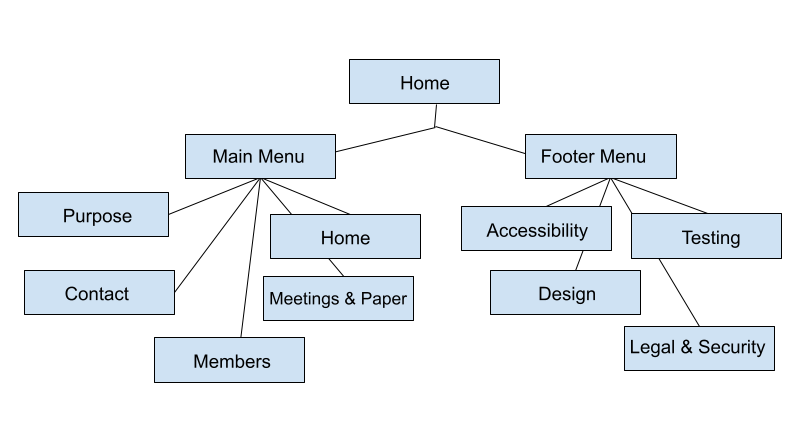 Home
Main Menu
Footer Menu
Purpose
Home
Accessibility
Testing
Contact
Meetings & Paper
Design
Members
Legal & Security